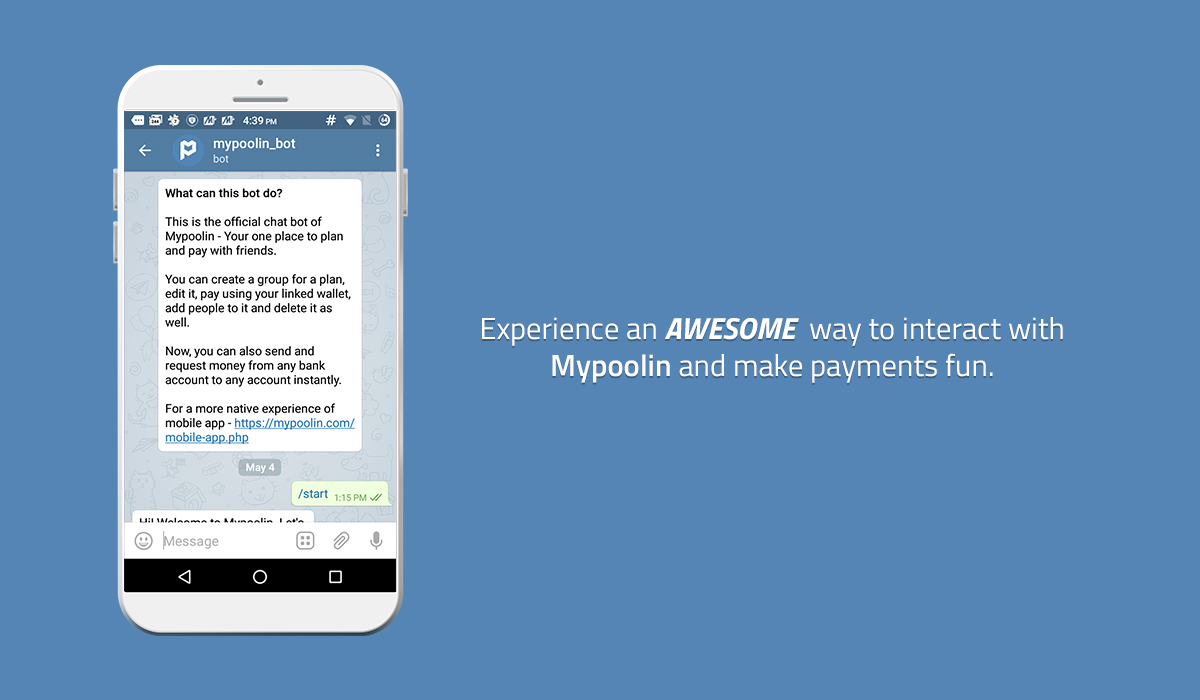 4:39 PM
mypoolin_bot
bot
What can this bot do?
This is the official chat bot of
Mypoolin - Your one place to plan
and pay with friends.
You can create a group for a plan,
edit it, pay using your linked wallet,
add people to it and delete it as
well.
Now, you can also send and
request money from any bank
account to any account instantly.
For a more native experience of
mobile app - https://mypoolin.com/
mobile-app.php
May 4
/start 1:15 PM
Hi! Welcome to Mypoolin. Let's
Message
Experience an AWESOME way to interact with
Mypoolin and make payments fun.